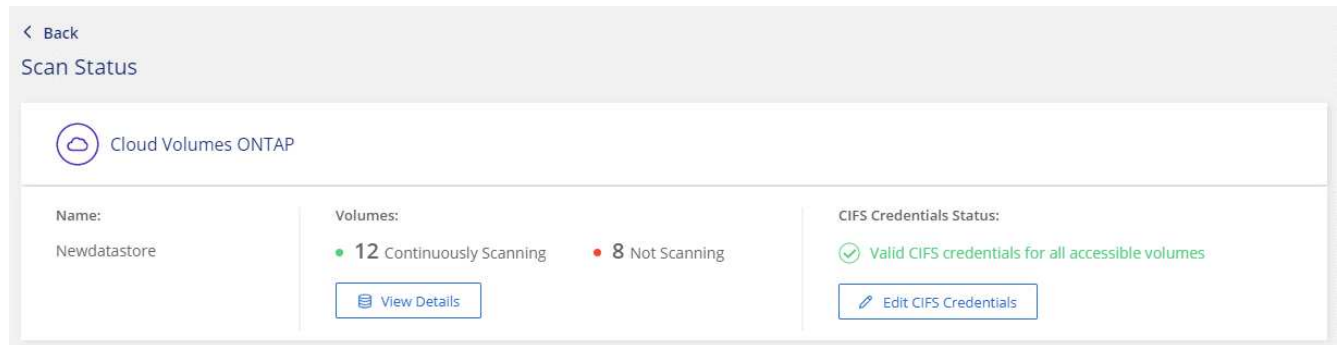 Back
Scan Status
Cloud Volumes ONTAP
Name:
Newdatastore
Volumes:
12 Continuously Scanning
8 Not Scanning
View Details
CIFS Credentials Status:
Valid CIFS credentials for all accessible volumes
Edit CIFS Credentials